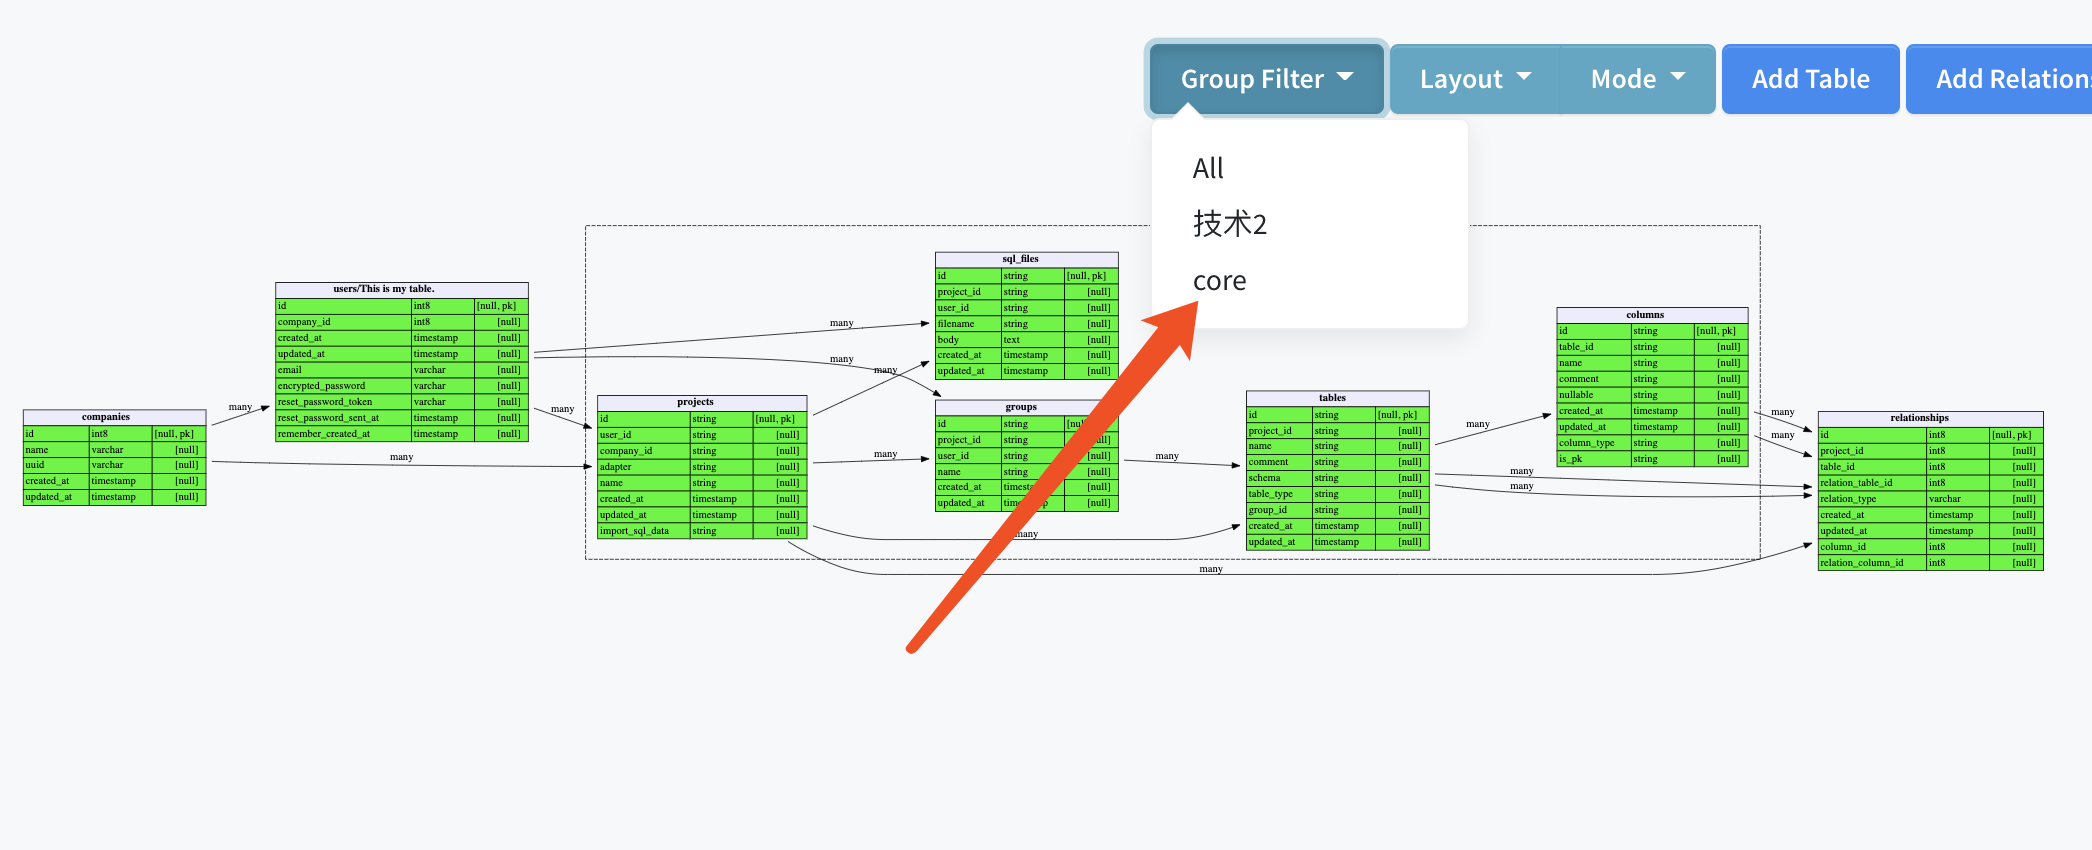 Group Filter
Layout
Mode
Add Table
Add Relations
All
技术2
core
companies
id int8 [null, pk]
name varchar [null]
uuid varchar [null]
created_at timestamp [null]
updated_at timestamp [null]
many
many
users/This is my table.
id int8 [null, pk]
company_id int8 [null]
created_at timestamp [null]
updated_at timestamp [null]
email varchar [null]
encrypted_password varchar [null]
reset_password_token varchar [null]
reset_password_sent_at timestamp [null]
remember_created_at timestamp [null]
many
many
many
projects
id string [null, pk]
user_id string [null]
company_id string [null]
adapter string [null]
name string [null]
created_at timestamp [null]
updated_at timestamp [null]
import_sql_data string [null]
many
many
many
many
sql_files
id string [null, pk]
project_id string [null]
user_id string [null]
filename string [null]
body text [null]
created_at timestamp [null]
updated_at timestamp [null]
groups
id string
project_id string [null]
user_id string [null]
name string [null]
created_at [null]
updated_at [null]
many
tables
id string [null, pk]
project_id string [null]
name string [null]
comment string [null]
schema string [null]
table_type string [null]
group_id string [null]
created_at timestamp [null]
updated_at timestamp [null]
many
many
many
columns
id string [null, pk]
table_id string [null]
name string [null]
comment string [null]
nullable string [null]
created_at timestamp [null]
updated_at timestamp [null]
column_type string [null]
is_pk string [null]
many
many
relationships
id int8 [null, pk]
project_id int8 [null]
table_id int8 [null]
relation_table_id int8 [null]
relation_type varchar [null]
created_at timestamp [null]
updated_at timestamp [null]
column_id int8 [null]
relation_column_id int8 [null]